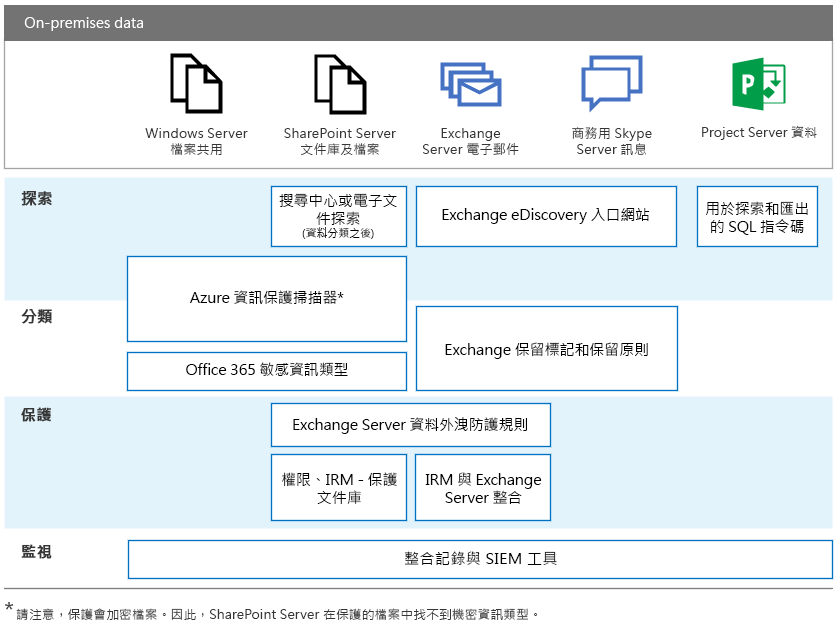 On-premises data
Windows Server
檔案共用
SharePoint Server
文件庫及檔案
Exchange
Server 電子郵件
商務用 Skype
Server 訊息
P
Project Server 資料
探索
搜尋中心或電子文
件探索
(資料分類之後)
Exchange eDiscovery 入口網站
用於探索和匯出
的 SQL 指令碼
Azure 資訊保護掃描器*
分類
Exchange 保留標記和保留原則
Office 365 敏感資訊類型
保護
Exchange Server 資料外洩防護規則
權限、IRM - 保護
文件庫
IRM 與 Exchange
Server 整合
監視
整合記錄與 SIEM 工具
* 請注意，保護會加密檔案。因此，SharePoint Server 在保護的檔案中找不到機密資訊類型。